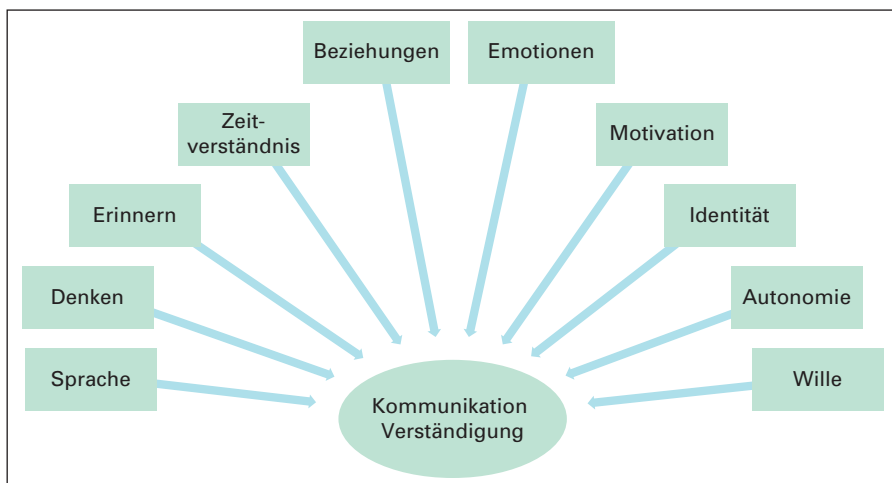 Beziehungen
Emotionen
Zeit-
verständnis
Motivation
Erinnern
Identität
Denken
Autonomie
Sprache
Wille
Kommunikation
Verständigung